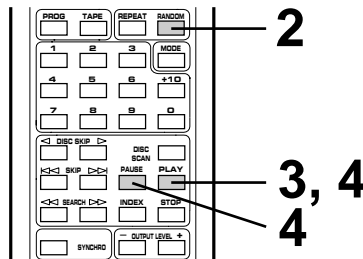 PROG TAPE REPEAT RANDOM
2
1 2 3 MODE
4 5 6 +10
7 8 9 0
DISC SKIP
DISC SCAN
SKIP PAUSE PLAY
3, 4
4
SEARCH INDEX STOP
SYNCHRO − OUTPUT LEVEL +